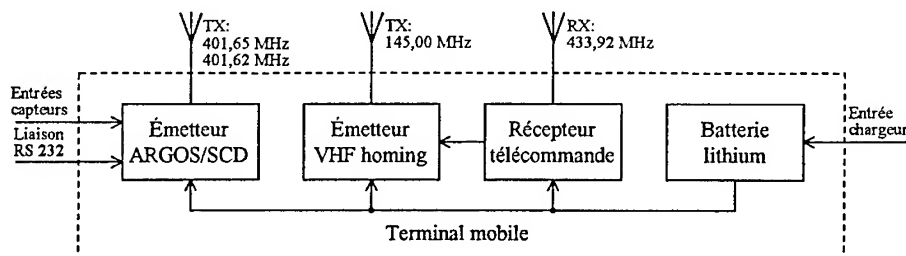 TX:
401,65 MHz
401,62 MHz
TX:
145,00 MHz
RX:
433,92 MHz
Entrées
capteurs
Liaison
RS 232
Émetteur
ARGOS/SCD
Émetteur
VHF homing
Récepteur
télécommande
Batterie
lithium
Entrée
chargeur
Terminal mobile